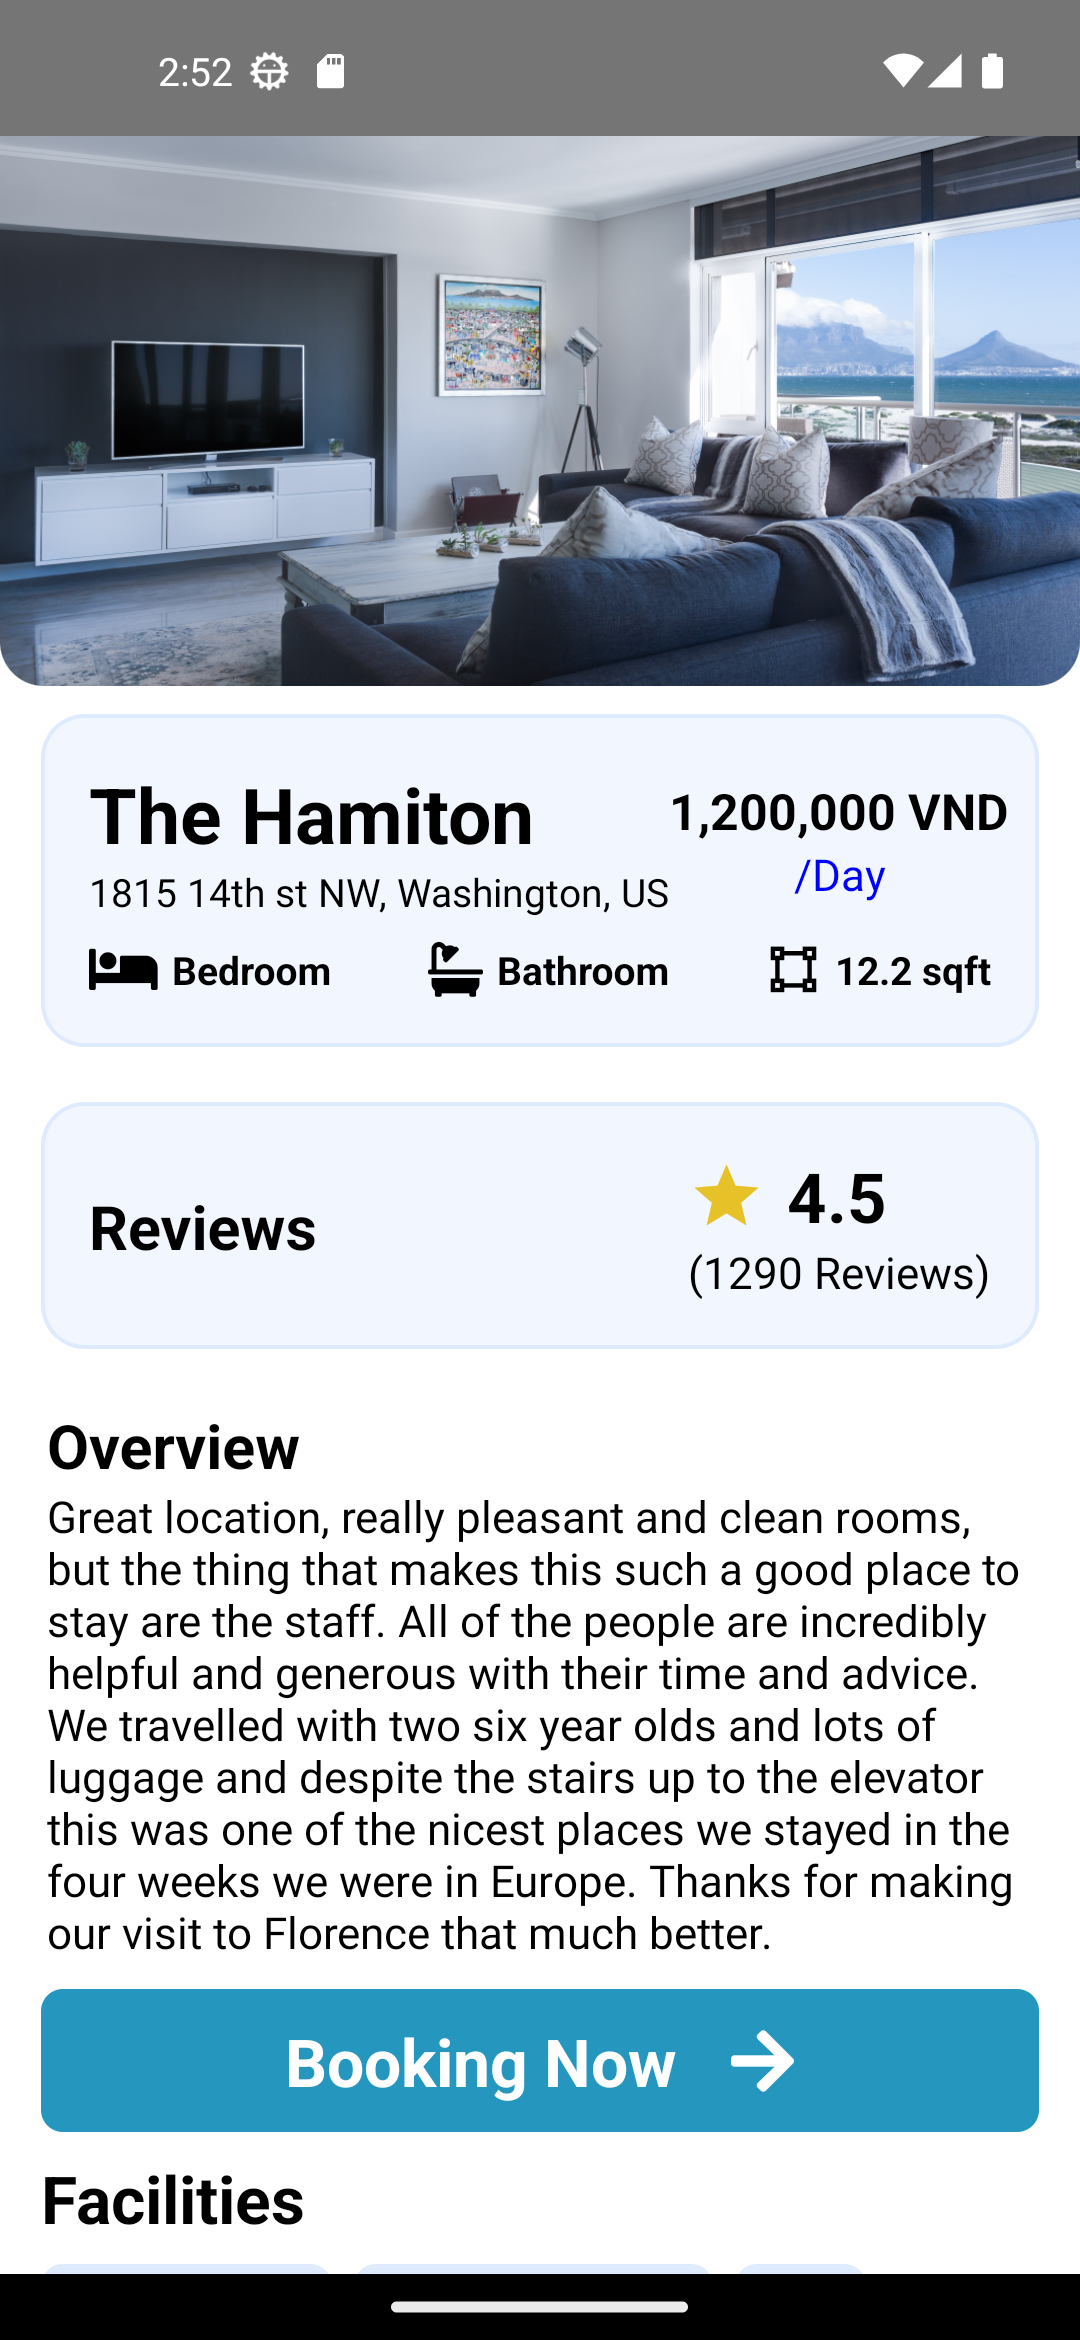 2:52
The Hamiton
1,200,000 VND
1815 14th st NW, Washington, US
/Day
Bedroom
Bathroom
12.2 sqft
Reviews
4.5
(1290 Reviews)
Overview
Great location, really pleasant and clean rooms,
but the thing that makes this such a good place to
stay are the staff. All of the people are incredibly
helpful and generous with their time and advice.
We travelled with two six year olds and lots of
luggage and despite the stairs up to the elevator
this was one of the nicest places we stayed in the
four weeks we were in Europe. Thanks for making
our visit to Florence that much better.
Booking Now
Facilities